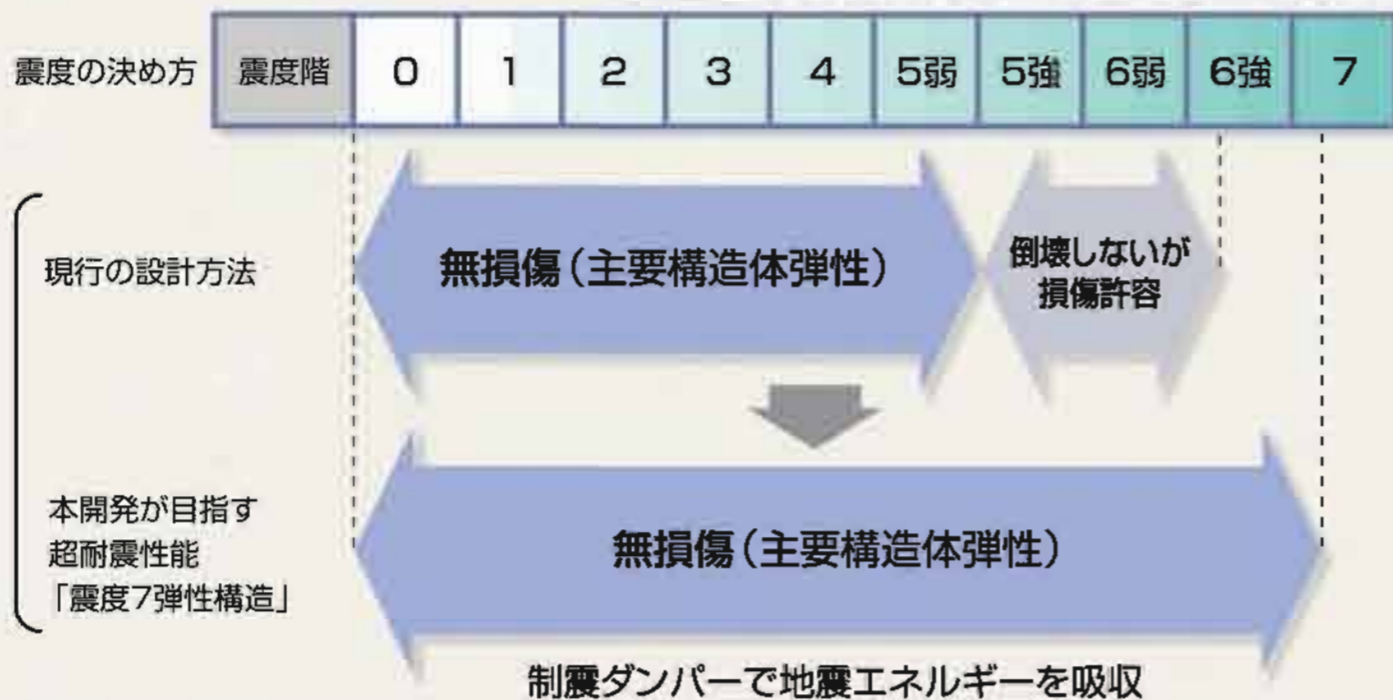 震度の決め方 震度階 0 1 2 3 4 5弱 5強 6弱 6強 7
現行の設計方法
無損傷(主要構造体弾性)
倒壊しないが
損傷許容
本開発が目指す
超耐震性能
「震度7弾性構造」
無損傷(主要構造体弾性)
制震ダンパーで地震エネルギーを吸収